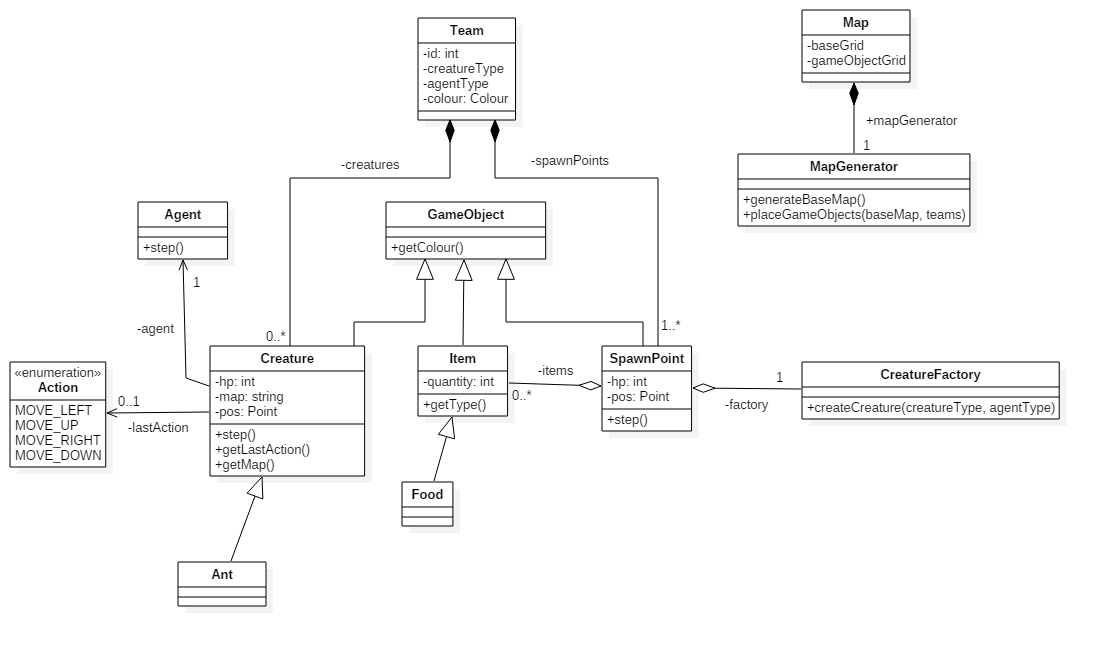 Team
-id: int
-creatureType
-agentType
-colour: Colour
Map
-baseGrid
-gameObjectGrid
+mapGenerator
1
MapGenerator
+generateBaseMap()
+placeGameObjects(baseMap, teams)
-creatures
-spawnPoints
Agent
+step()
GameObject
+getColour()
1
-agent
0..*
1..*
«enumeration»
Action
MOVE_LEFT
MOVE_UP
MOVE_RIGHT
MOVE_DOWN
0..1
-lastAction
Creature
-hp: int
-map: string
-pos: Point
+step()
+getLastAction()
+getMap()
Item
-quantity: int
+getType()
-items
0..*
SpawnPoint
-hp: int
-pos: Point
+step()
1
-factory
CreatureFactory
+createCreature(creatureType, agentType)
Food
Ant